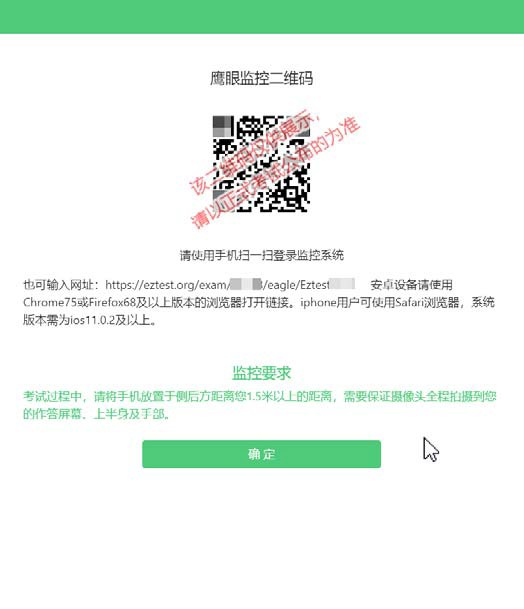 鹰眼监控二维码
该二维码仅供展示，
请以正式考试公布的为准
请使用手机扫一扫登录监控系统
也可输入网址：https://eztest.org/exam/ /eagle/Eztest 安卓设备请使用
Chrome75或Firefox68及以上版本的浏览器打开链接。iphone用户可使用Safari浏览器，系统
版本需为ios11.0.2及以上。
监控要求
考试过程中，请将手机放置于侧后方距离您1.5米以上的距离，需要保证摄像头全程拍摄到您
的作答屏幕、上半身及手部。
确定